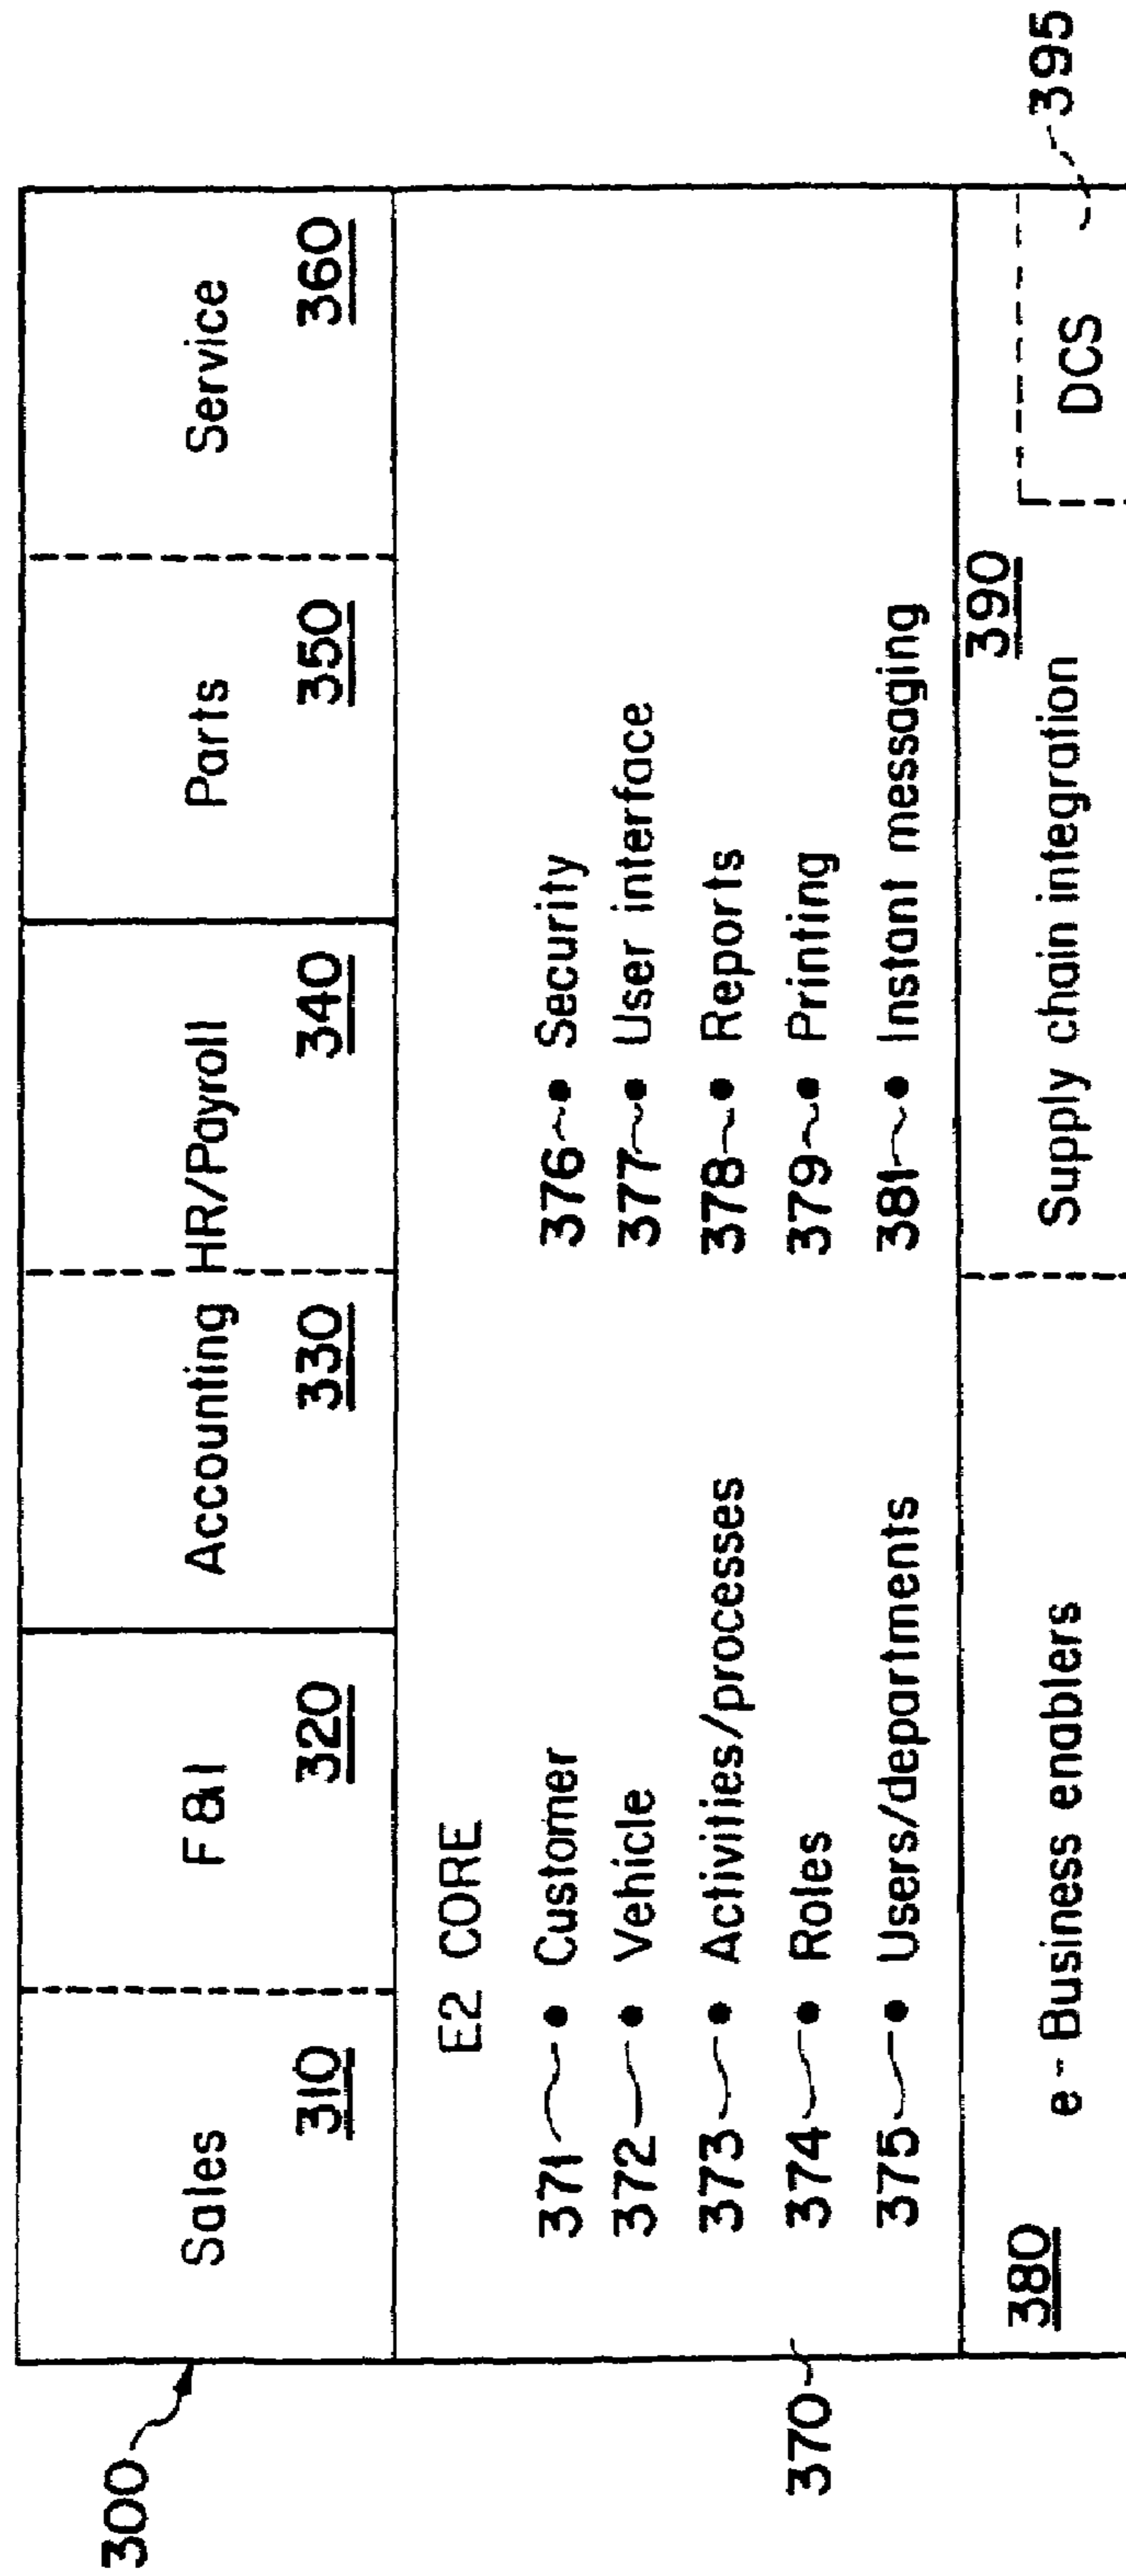 300
Sales
310
F&I
320
Accounting
330
HR/Payroll
340
Parts
350
Service
360
E2 CORE
371 • Customer
372 • Vehicle
373 • Activities/processes
374 • Roles
375 • Users/departments
376 • Security
377 • User interface
378 • Reports
379 • Printing
381 • Instant messaging
370
380
e-Business enablers
390
Supply chain integration
DCS
395